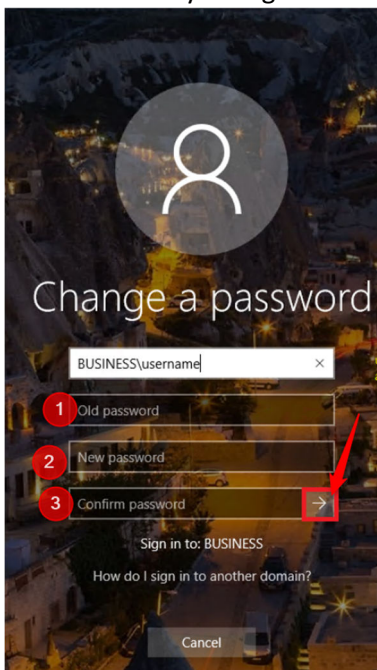 Change a password
BUSINESS\username
1 Old password
2 New password
3 Confirm password
Sign in to: BUSINESS
How do I sign in to another domain?
Cancel